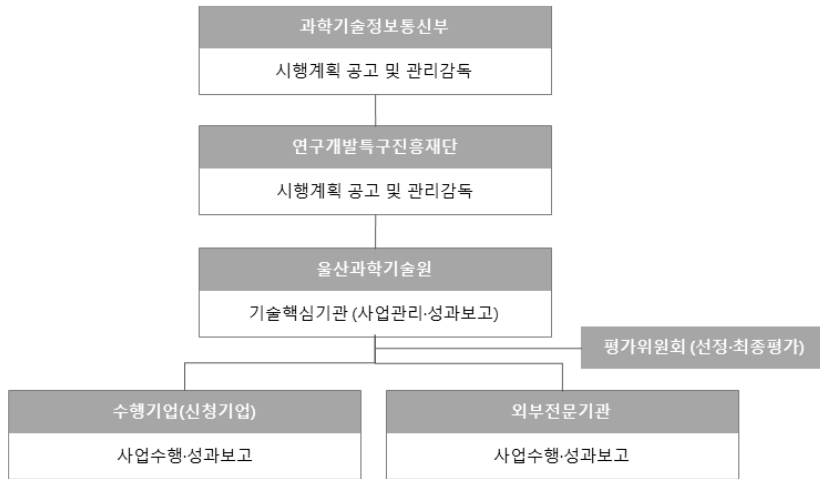 과학기술정보통신부
시행계획 공고 및 관리감독
연구개발특구진흥재단
시행계획 공고 및 관리감독
울산과학기술원
기술핵심기관 (사업관리·성과보고)
평가위원회 (선정·최종평가)
수행기업(신청기업)
사업수행·성과보고
외부전문기관
사업수행·성과보고